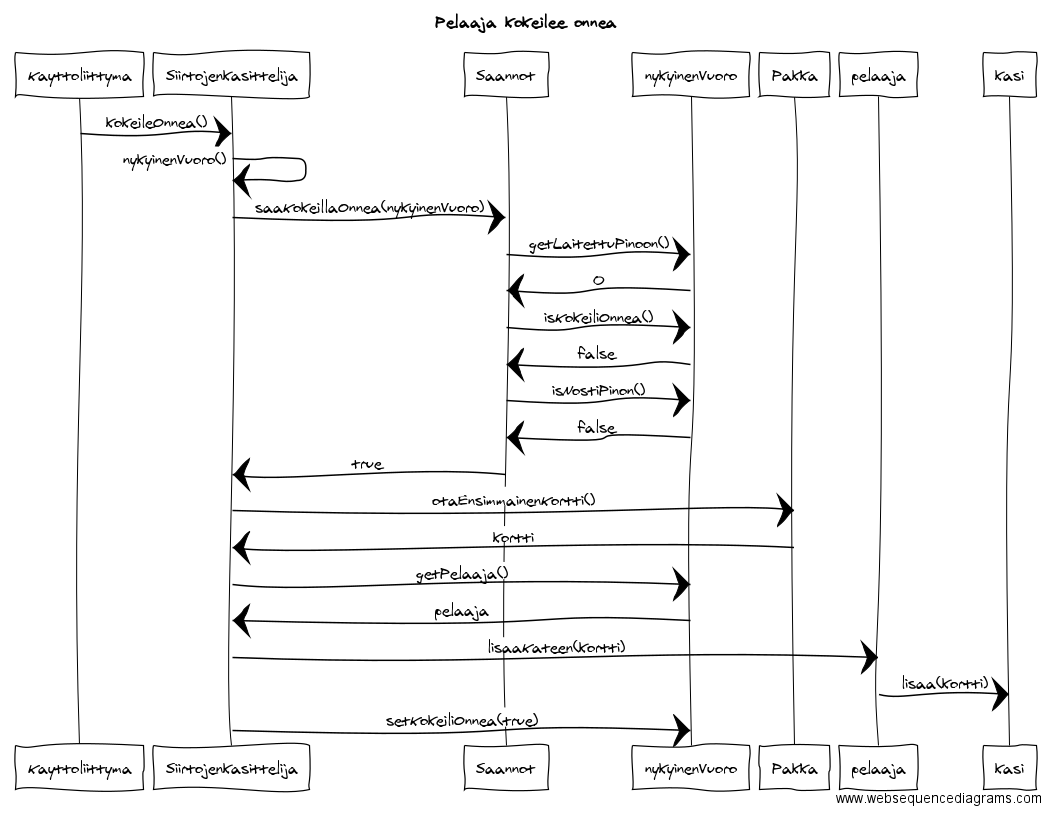 Pelaaja kokeilee onnea
kayttoliittyma
SiirtojenKasittelija
Saannot
nykyinenVuoro
Pakka
pelaaja
kasi
kokeileOnnea()
nykyinenVuoro()
saaKokeillaOnnea(nykyinenVuoro)
getLaitettuPinoon()
0
isKokeiliOnnea()
false
isNostiPinon()
false
true
otaEnsimmainenKortti()
kortti
getPelaaja()
pelaaja
lisaaKateen(kortti)
lisaa(kortti)
setKokeiliOnnea(true)
kayttoliittyma
SiirtojenKasittelija
Saannot
nykyinenVuoro
Pakka
pelaaja
kasi
www.websequencediagrams.com